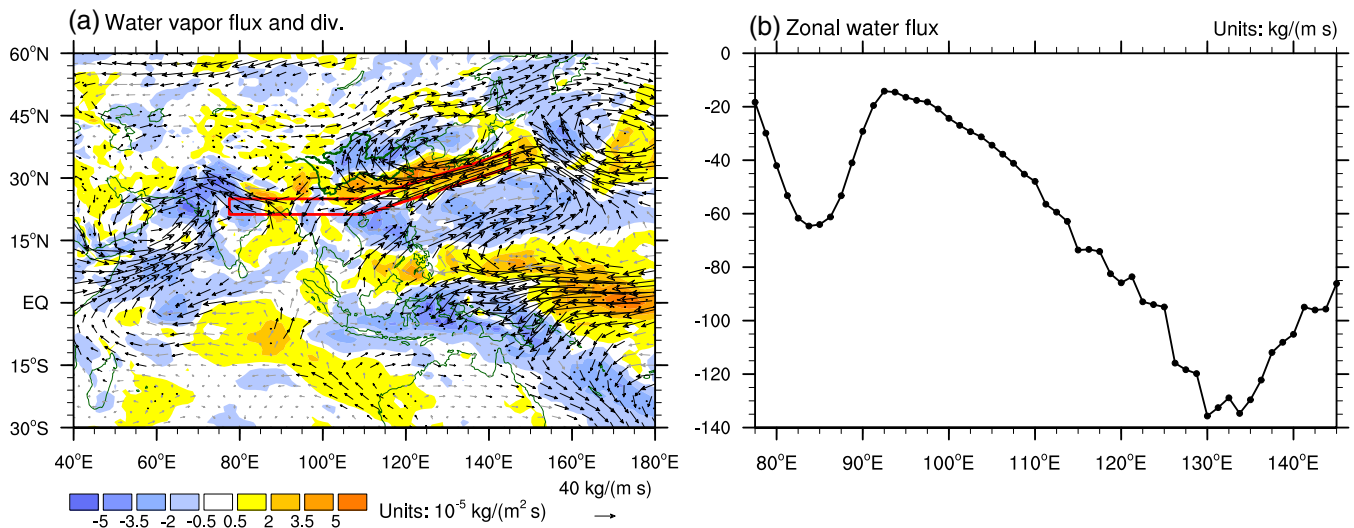 (a) Water vapor flux and div.
60°N
45°N
30°N
15°N
EQ
15°S
30°S
40°E 60°E 80°E 100°E 120°E 140°E 160°E 180°E
40 kg/(m s)
-5 -3.5 -2 -0.5 0.5 2 3.5 5
Units: 10⁻⁵ kg/(m² s)
(b) Zonal water flux Units: kg/(m s)
0
-20
-40
-60
-80
-100
-120
-140
80°E 90°E 100°E 110°E 120°E 130°E 140°E